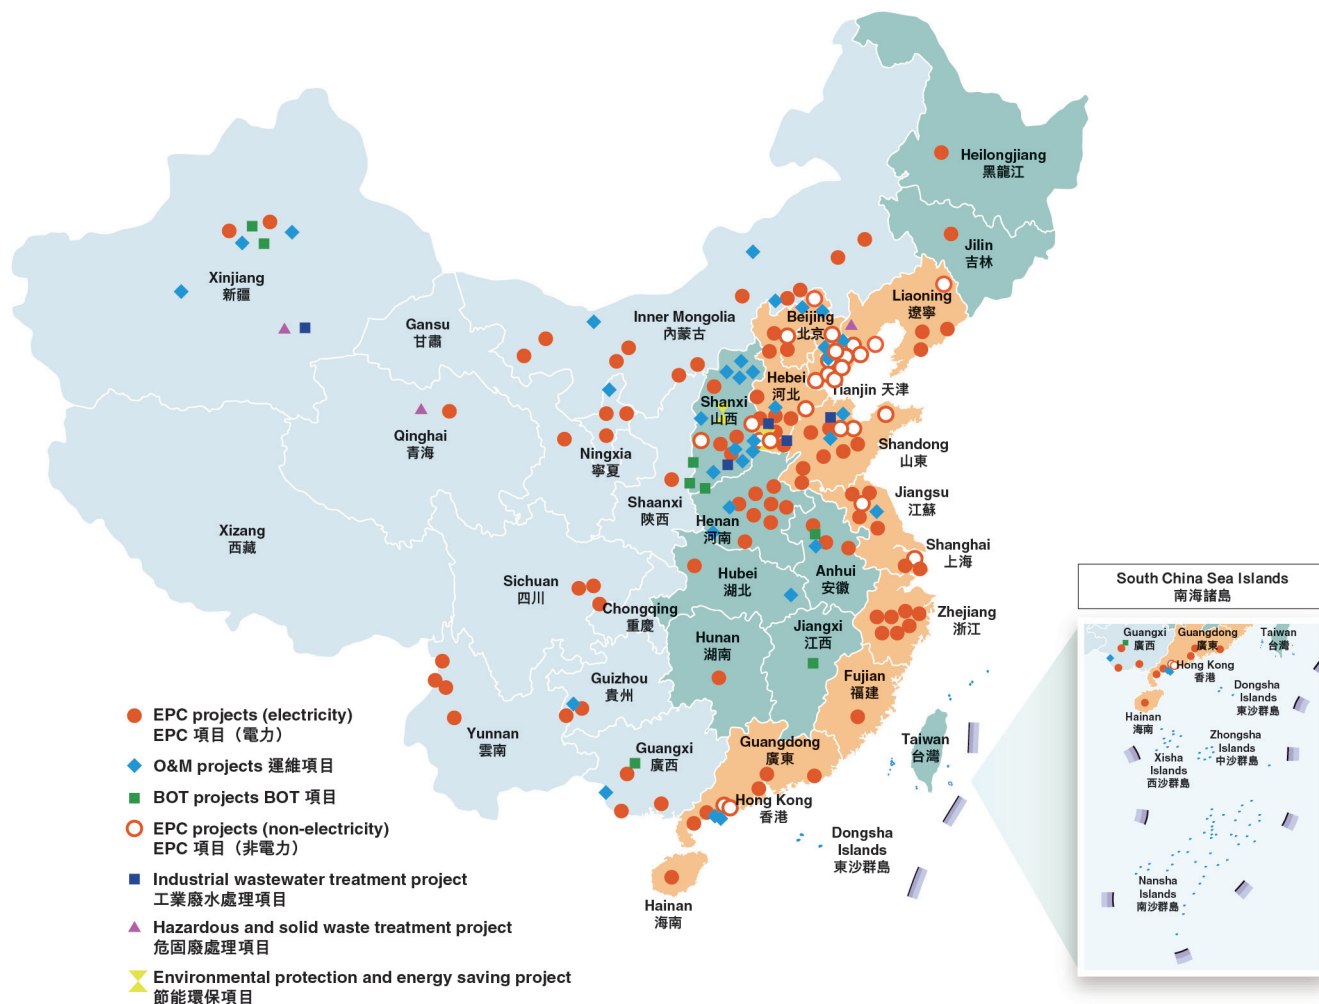 Heilongjiang
黑龍江
Jilin
吉林
Liaoning
遼寧
Xinjiang
新疆
Gansu
甘肅
Inner Mongolia
內蒙古
Beijing
北京
Hebei
河北
Tianjin 天津
Shanxi
山西
Qinghai
青海
Ningxia
寧夏
Shandong
山東
Shaanxi
陝西
Jiangsu
江蘇
Henan
河南
Xizang
西藏
Shanghai
上海
Sichuan
四川
Hubei
湖北
Anhui
安徽
Chongqing
重慶
Zhejiang
浙江
Hunan
湖南
Jiangxi
江西
Guizhou
貴州
Fujian
福建
Yunnan
雲南
Guangxi
廣西
Guangdong
廣東
Taiwan
台灣
Hong Kong
香港
Dongsha
Islands
東沙群島
Hainan
海南
EPC projects (electricity)
EPC 項目（電力）
O&M projects 運維項目
BOT projects BOT 項目
EPC projects (non-electricity)
EPC 項目（非電力）
Industrial wastewater treatment project
工業廢水處理項目
Hazardous and solid waste treatment project
危固廢處理項目
Environmental protection and energy saving project
節能環保項目
South China Sea Islands
南海諸島
Guangxi
廣西
Guangdong
廣東
Taiwan
台灣
Hong Kong
香港
Dongsha
Islands
東沙群島
Hainan
海南
Zhongsha
Islands
中沙群島
Xisha
Islands
西沙群島
Nansha
Islands
南沙群島